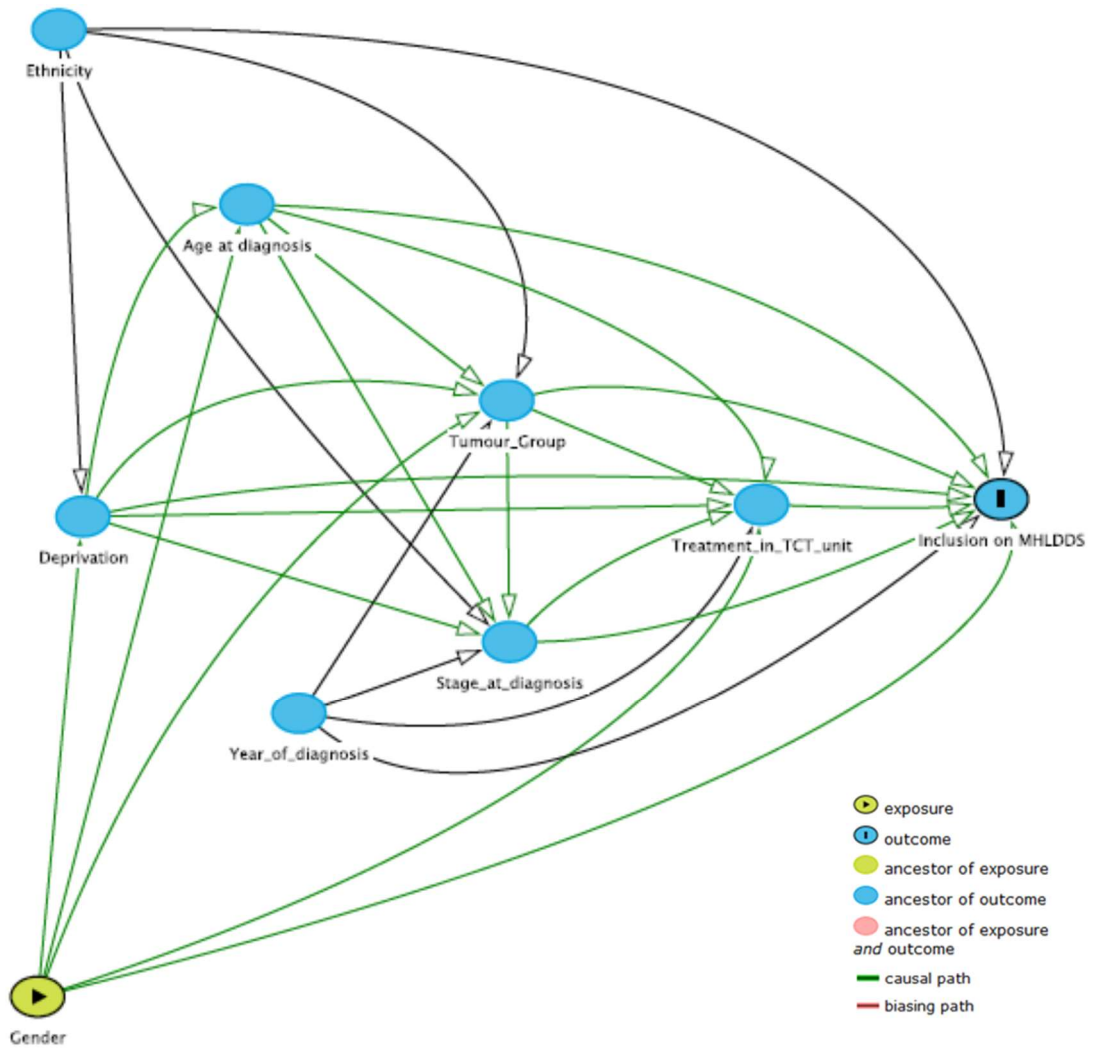 Ethnicity
Age at diagnosis
Tumour_Group
Deprivation
Treatment_in_TCT_unit
Inclusion on MHLDDS
Stage_at_diagnosis
Year_of_diagnosis
exposure
outcome
ancestor of exposure
ancestor of outcome
ancestor of exposure
and outcome
causal path
biasing path
Gender